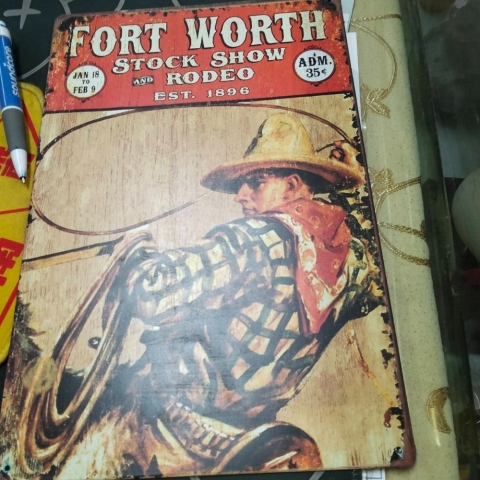 FORT WORTH
STOCK SHOW
AND RODEO
EST. 1896
JAN 18
TO
FEB 9
ADM.
35¢